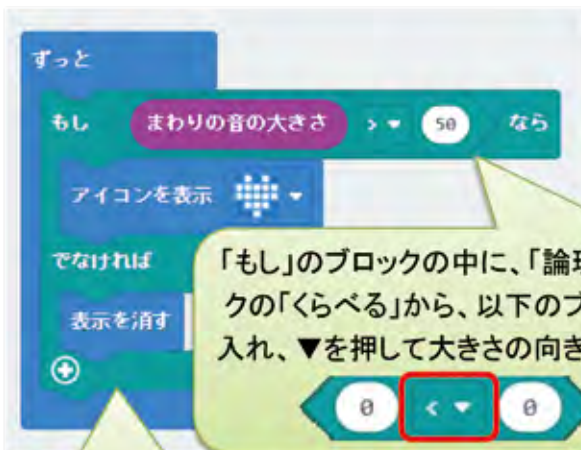 ずっと
もし まわりの音の大きさ > 50 なら
アイコンを表示
でなければ
表示を消す
「もし」のブロックの中に、「論理
クの「くらべる」から、以下のブ
入れ、▼を押して大きさの向き
0 < 0